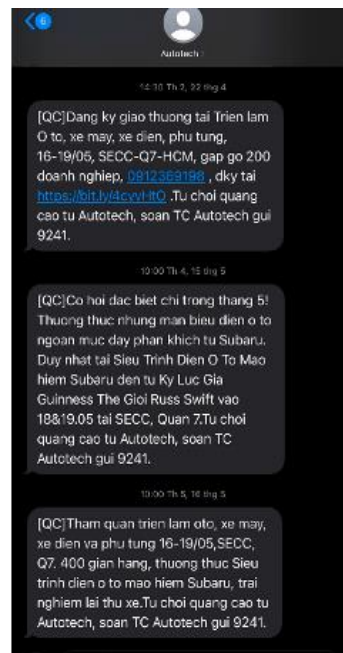 6
Autotech
14:30 Th 2, 22 thg 4
[QC]Dang ky giao thuong tai Trien lam
O to, xe may, xe dien, phu tung,
16-19/05, SECC-Q7-HCM, gap go 200
doanh nghiep, 0912369198 , dky tai
https://bit.ly/4cvvHtO .Tu choi quang
cao tu Autotech, soan TC Autotech gui
9241.
10:00 Th 4, 15 thg 5
[QC]Co hoi dac biet chi trong thang 5!
Thuong thuc nhung man bieu dien o to
ngoan muc day phan khich tu Subaru.
Duy nhat tai Sieu Trinh Dien O To Mao
hiem Subaru den tu Ky Luc Gia
Guinness The Gioi Russ Swift vao
18&19.05 tai SECC, Quan 7.Tu choi
quang cao tu Autotech, soan TC
Autotech gui 9241.
10:00 Th 5, 16 thg 5
[QC]Tham quan trien lam oto, xe may,
xe dien va phu tung 16-19/05,SECC,
Q7. 400 gian hang, thuong thuc Sieu
trinh dien o to mao hiem Subaru, trai
nghiem lai thu xe.Tu choi quang cao tu
Autotech, soan TC Autotech gui 9241.